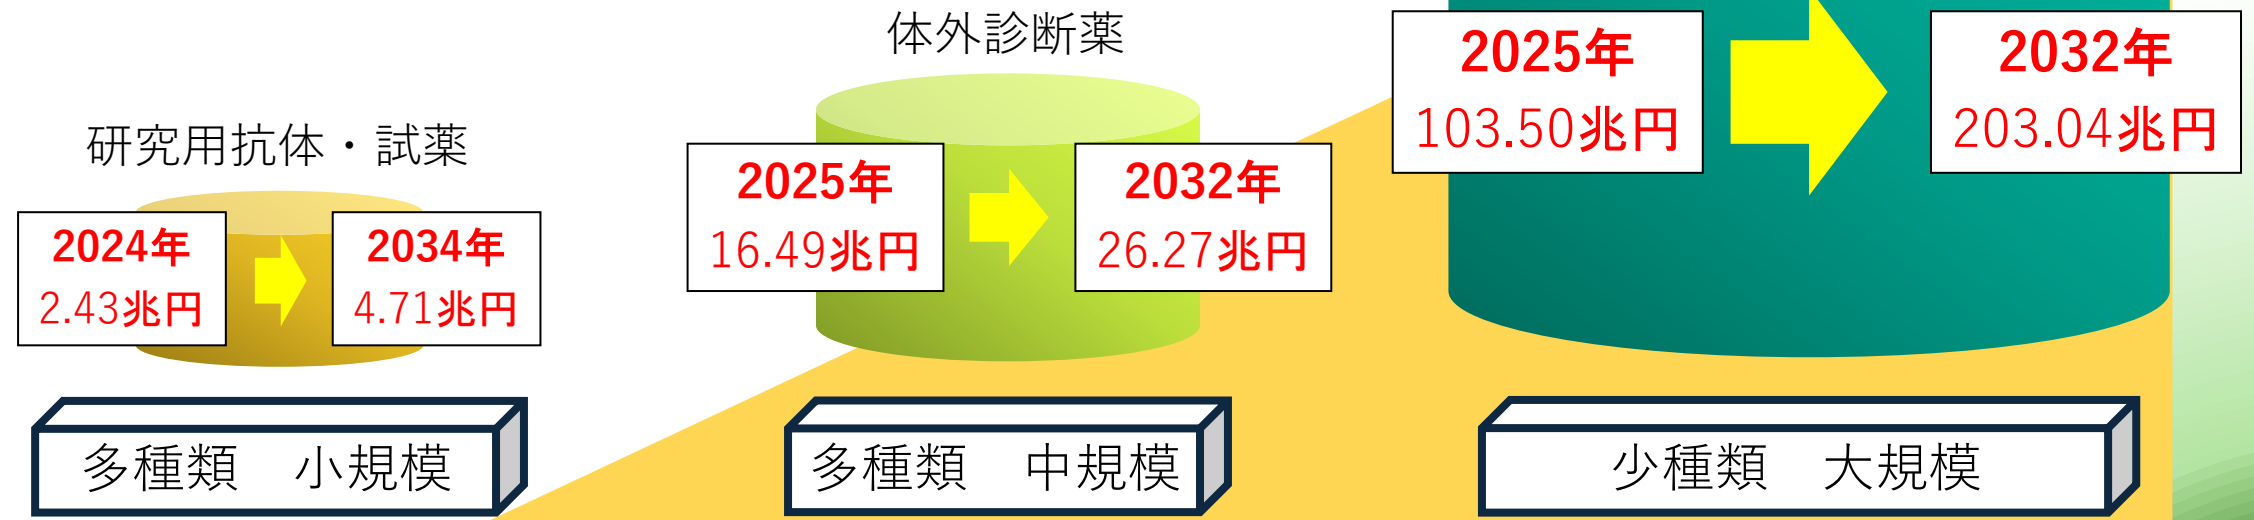 研究用抗体・試薬
2024年
2.43兆円
2034年
4.71兆円
多種類　小規模
体外診断薬
2025年
16.49兆円
2032年
26.27兆円
多種類　中規模
2025年
103.50兆円
2032年
203.04兆円
少種類　大規模